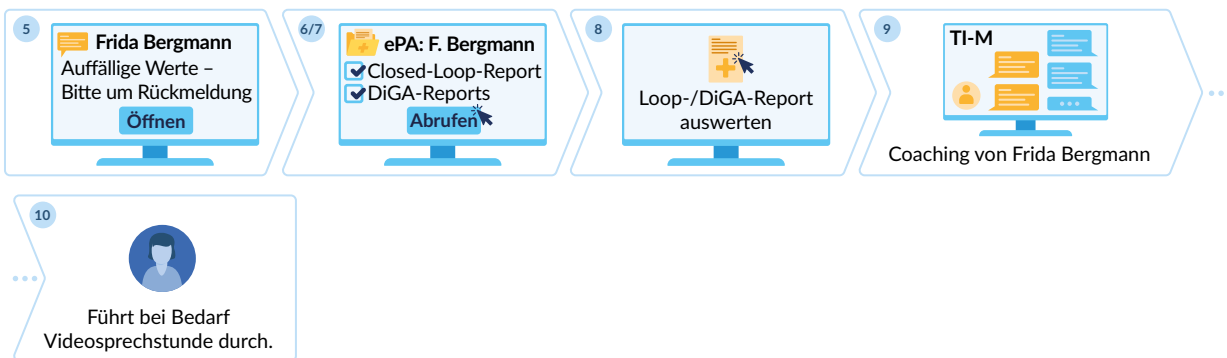 5
Frida Bergmann
Auffällige Werte –
Bitte um Rückmeldung
Öffnen
6/7
ePA: F. Bergmann
Closed-Loop-Report
DiGA-Reports
Abrufen
8
Loop-/DiGA-Report
auswerten
9
TI-M
Coaching von Frida Bergmann
10
Führt bei Bedarf
Videosprechstunde durch.